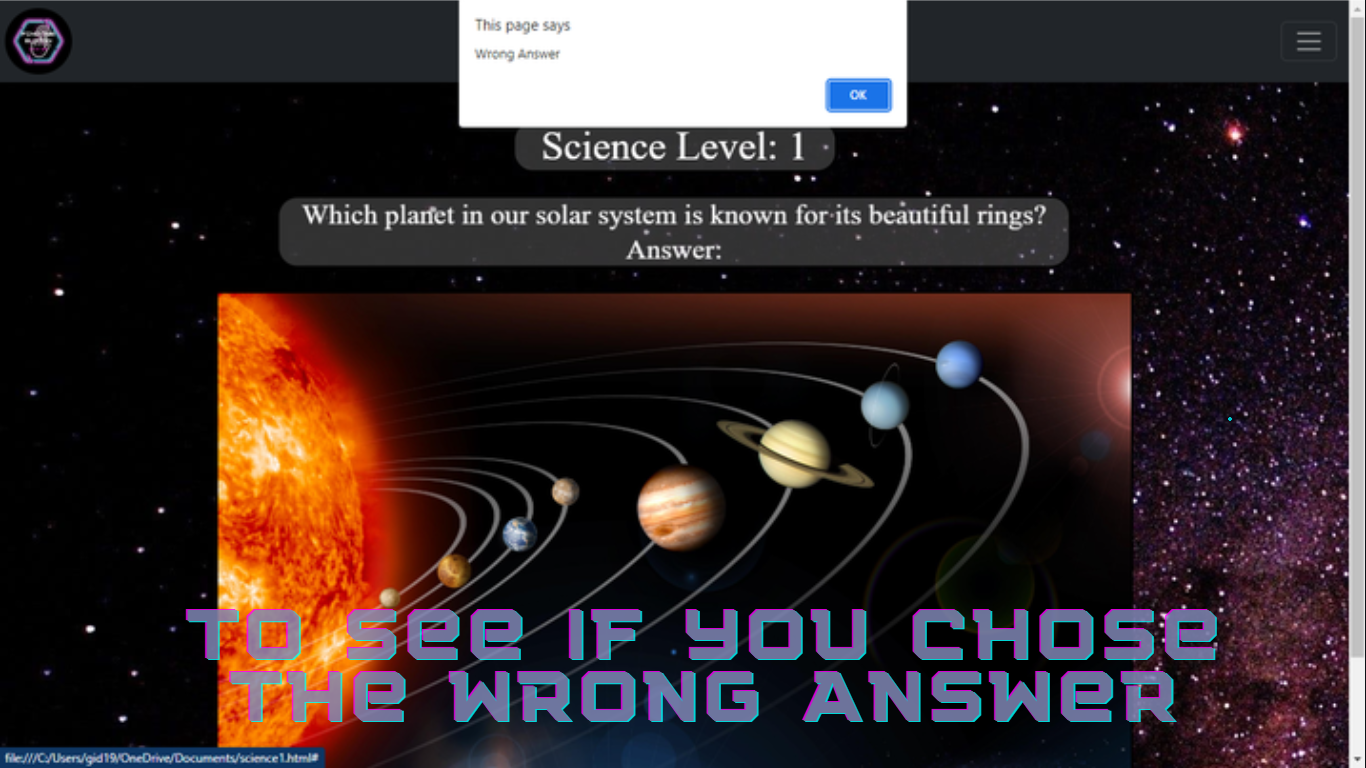 This page says
Wrong Answer
OK
Science Level: 1
Which planet in our solar system is known for its beautiful rings?
Answer:
TO SEE IF YOU CHOSE
THE WRONG ANSWER
file:///C:/Users/gid19/OneDrive/Documents/science1.html#